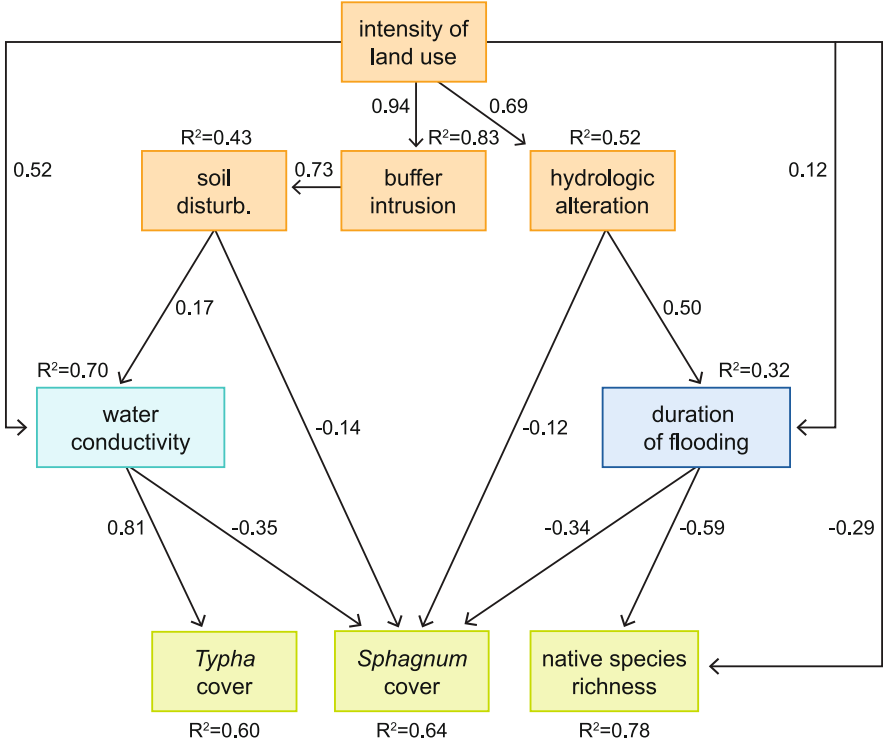 intensity of
land use
0.94
0.69
R²=0.43
R²=0.83
R²=0.52
0.52
soil
disturb.
0.73
buffer
intrusion
hydrologic
alteration
0.12
0.17
0.50
R²=0.70
R²=0.32
water
conductivity
-0.14
-0.12
duration
of flooding
0.81
-0.35
-0.34
-0.59
-0.29
Typha
cover
Sphagnum
cover
native species
richness
R²=0.60
R²=0.64
R²=0.78